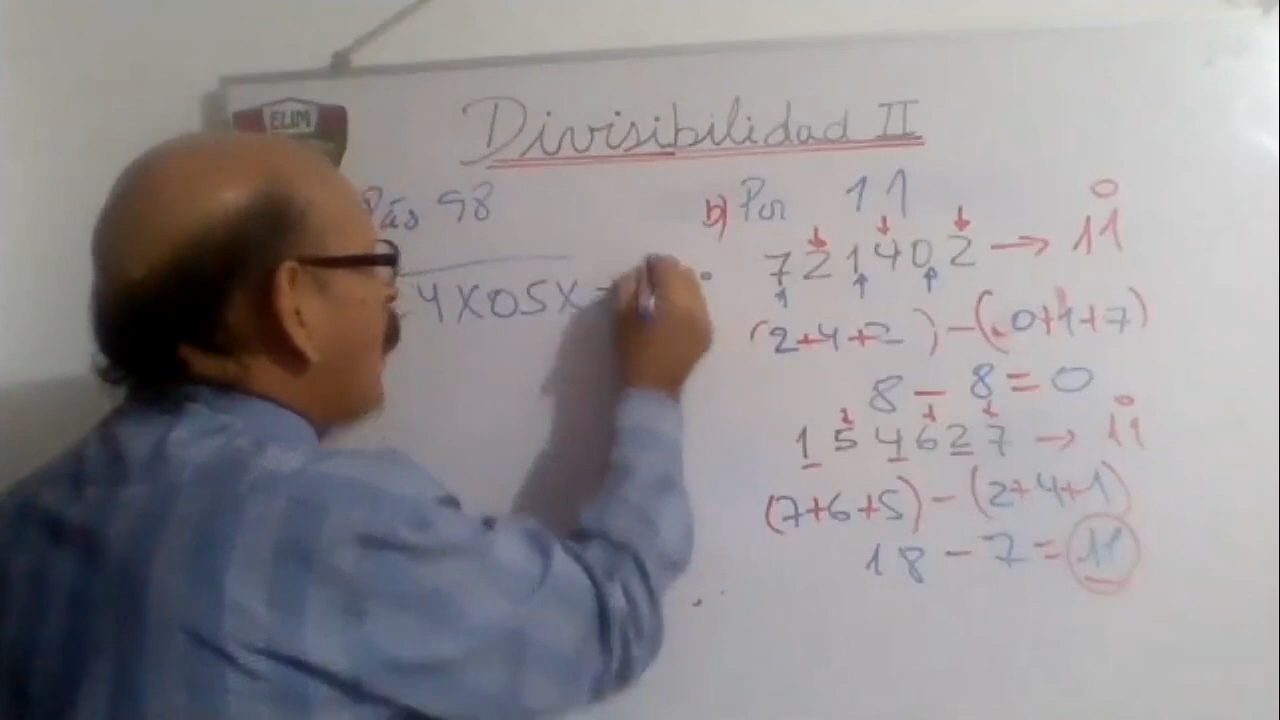 ELIM
Divisibilidad II
Pág 98
4X05X
b) Por 11
721402 → 11
(2+4+2) - (0+1+7)
8 - 8 = 0
154627 → 11
(7+6+5) - (2+4+1)
18 - 7 = 11